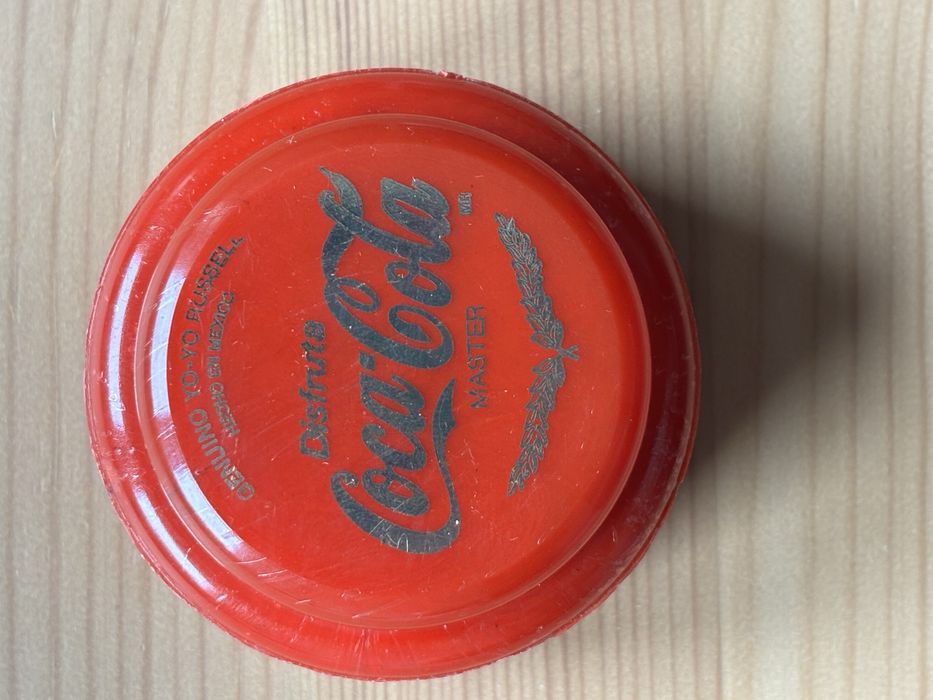 GENUINO YO-YO RUSSELL
HECHO EN MEXICO
Disfrute
Coca-Cola
MR
MASTER